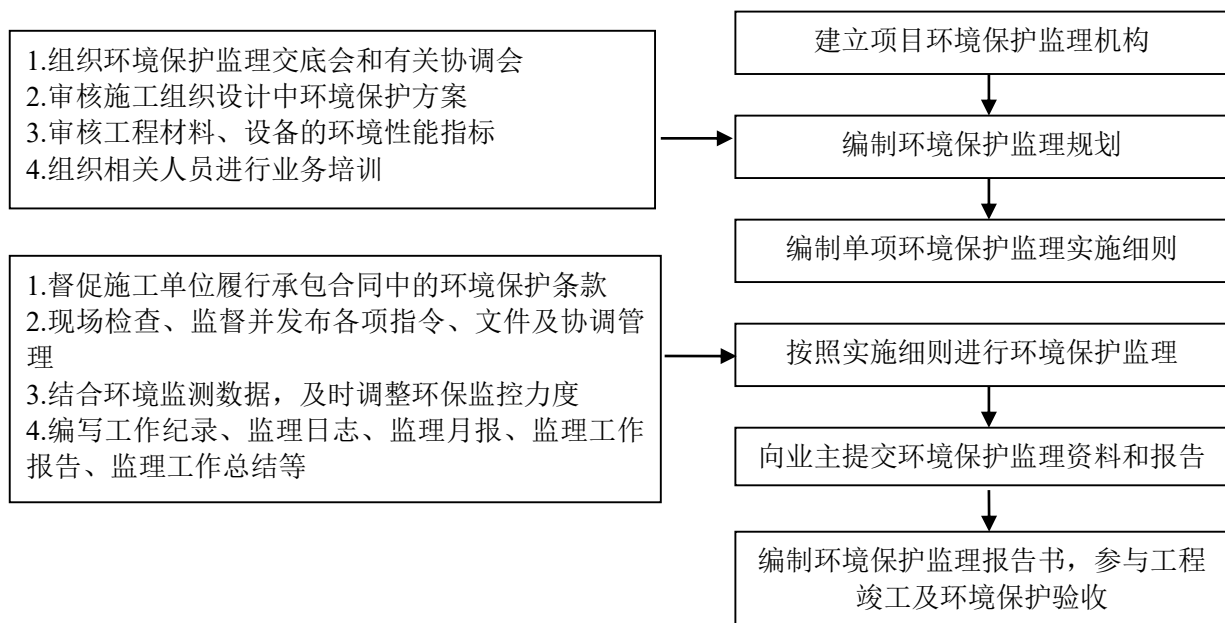 1.组织环境保护监理交底会和有关协调会
2.审核施工组织设计中环境保护方案
3.审核工程材料、设备的环境性能指标
4.组织相关人员进行业务培训
1.督促施工单位履行承包合同中的环境保护条款
2.现场检查、监督并发布各项指令、文件及协调管
理
3.结合环境监测数据，及时调整环保监控力度
4.编写工作纪录、监理日志、监理月报、监理工作
报告、监理工作总结等
建立项目环境保护监理机构
编制环境保护监理规划
编制单项环境保护监理实施细则
按照实施细则进行环境保护监理
向业主提交环境保护监理资料和报告
编制环境保护监理报告书，参与工程
竣工及环境保护验收